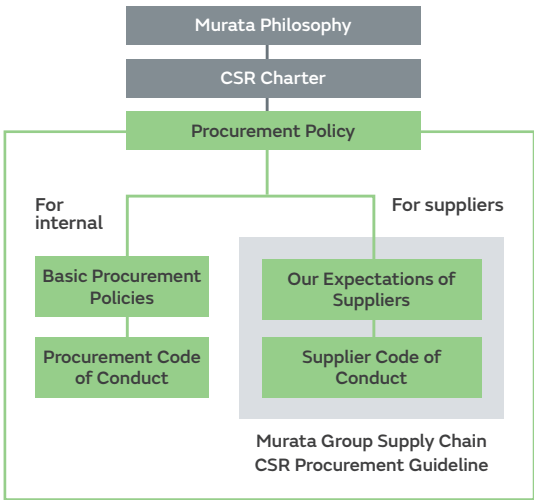 Murata Philosophy
CSR Charter
Procurement Policy
For
internal
For suppliers
Basic Procurement
Policies
Procurement Code
of Conduct
Our Expectations of
Suppliers
Supplier Code of
Conduct
Murata Group Supply Chain
CSR Procurement Guideline